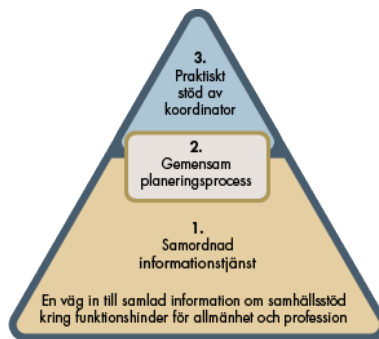 3.
Praktiskt
stöd av
koordinator
2.
Gemensam
planeringsprocess
1.
Samordnad
informationstjänst
En väg in till samlad information om samhällsstöd
kring funktionshinder för allmänhet och profession